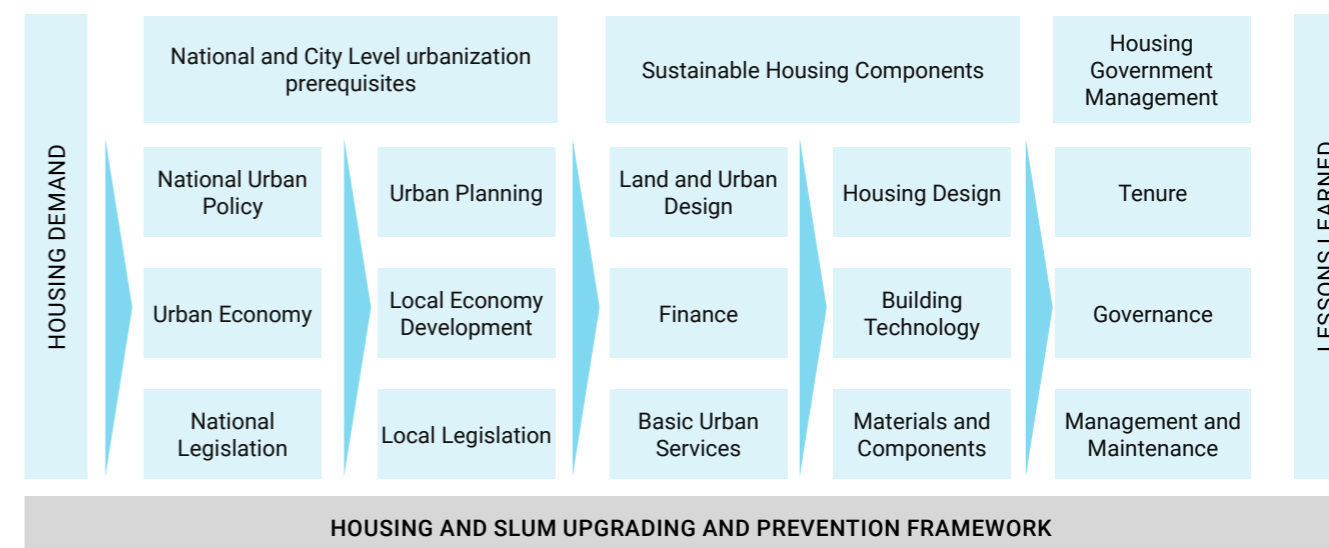 HOUSING DEMAND
National and City Level urbanization
prerequisites
Sustainable Housing Components
Housing
Government
Management
National Urban
Policy
Urban Planning
Land and Urban
Design
Housing Design
Tenure
Urban Economy
Local Economy
Development
Finance
Building
Technology
Governance
National
Legislation
Local Legislation
Basic Urban
Services
Materials and
Components
Management and
Maintenance
LESSONS LEARNED
HOUSING AND SLUM UPGRADING AND PREVENTION FRAMEWORK